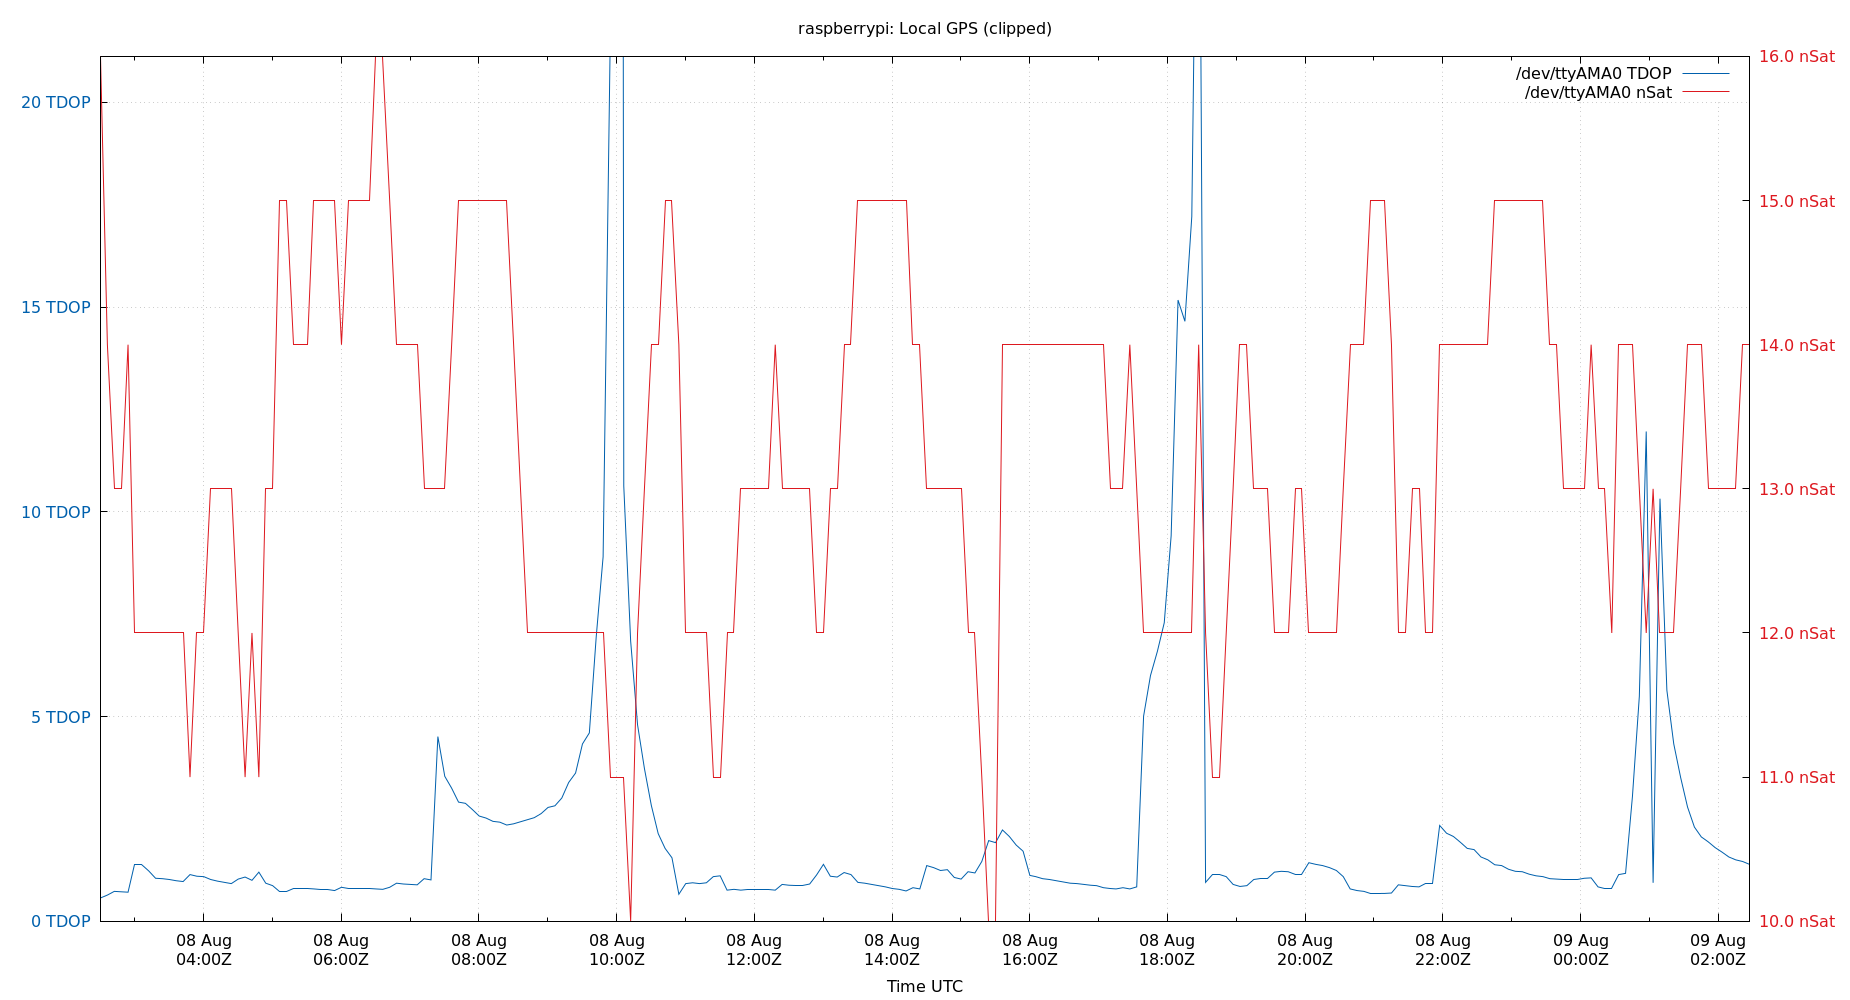 raspberrypi: Local GPS (clipped)
/dev/ttyAMA0 TDOP
/dev/ttyAMA0 nSat
20 TDOP
15 TDOP
10 TDOP
5 TDOP
0 TDOP
16.0 nSat
15.0 nSat
14.0 nSat
13.0 nSat
12.0 nSat
11.0 nSat
10.0 nSat
08 Aug 08 Aug 08 Aug 08 Aug 08 Aug 08 Aug 08 Aug 08 Aug 08 Aug 08 Aug 09 Aug 09 Aug
04:00Z 06:00Z 08:00Z 10:00Z 12:00Z 14:00Z 16:00Z 18:00Z 20:00Z 22:00Z 00:00Z 02:00Z
Time UTC